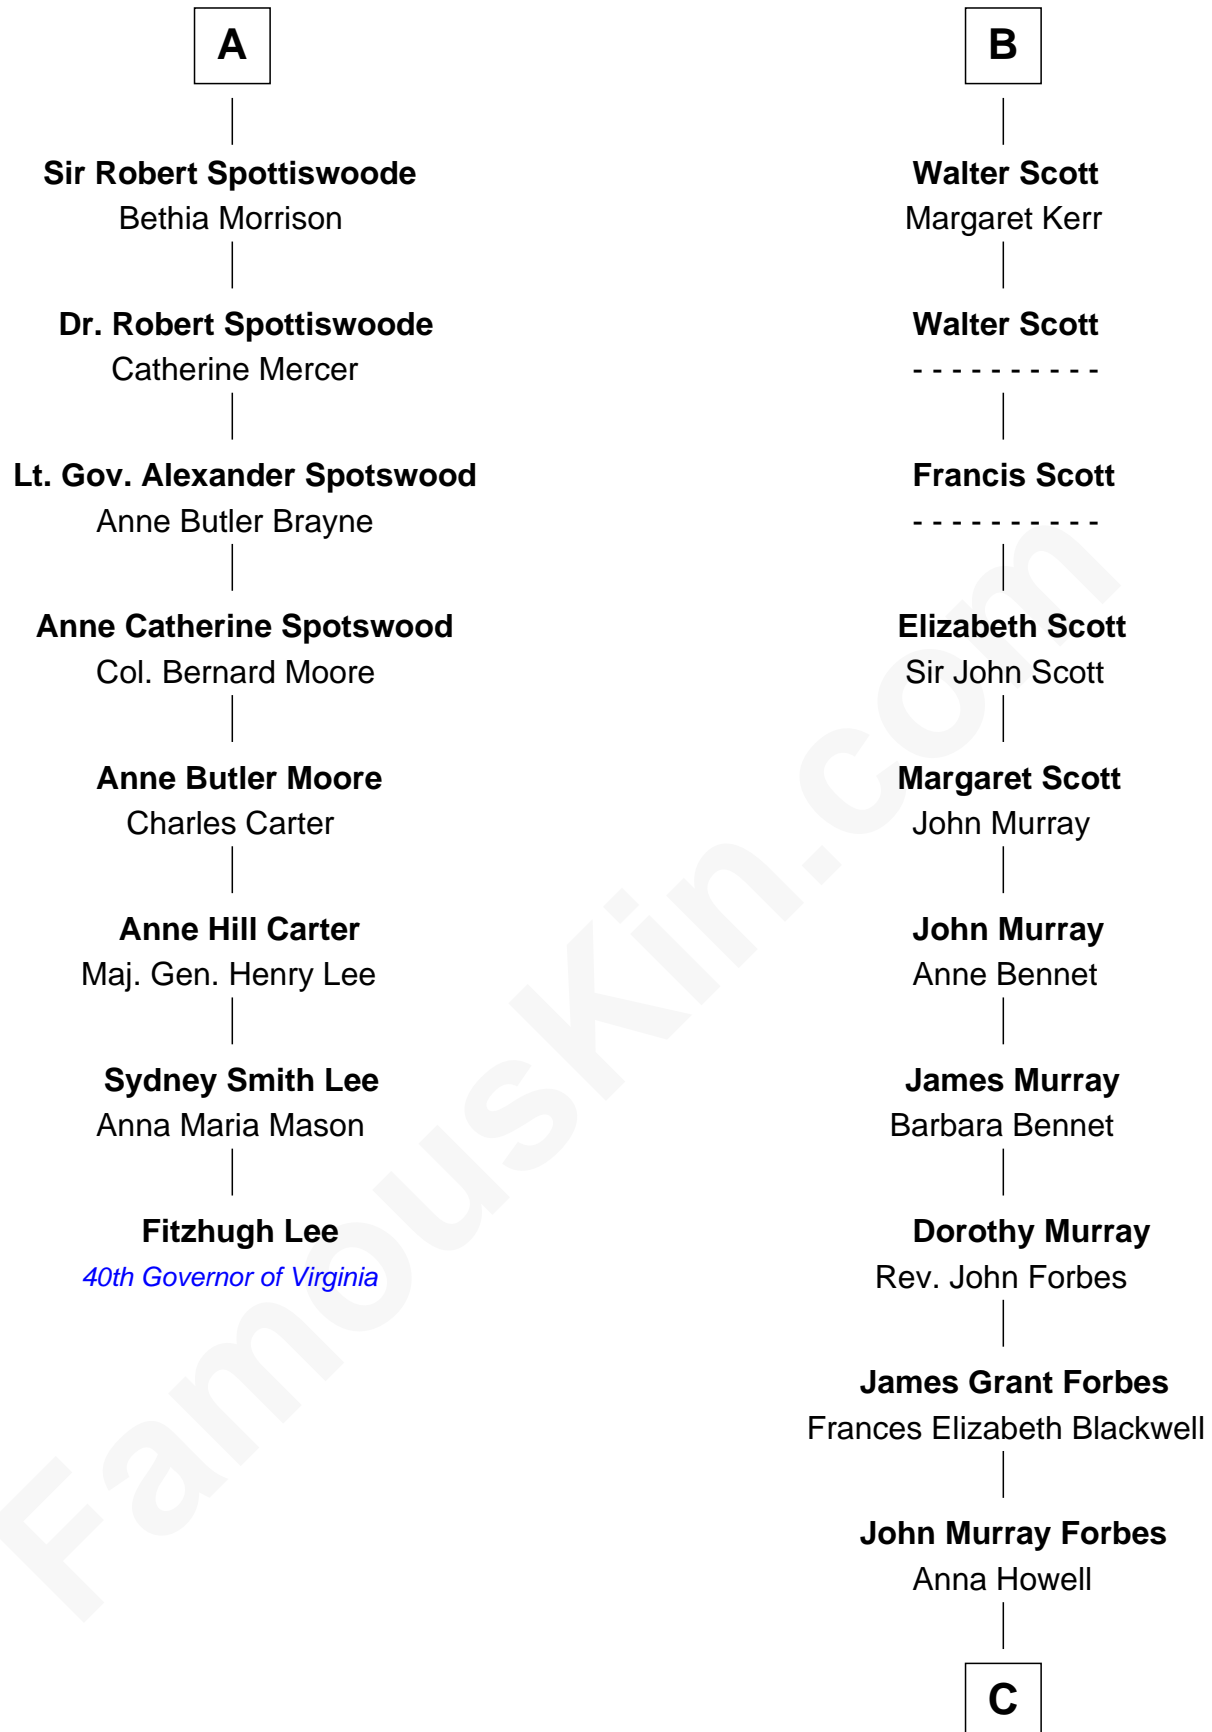 A
Sir Robert Spottiswoode
Bethia Morrison
Dr. Robert Spottiswoode
Catherine Mercer
Lt. Gov. Alexander Spotswood
Anne Butler Brayne
Anne Catherine Spotswood
Col. Bernard Moore
Anne Butler Moore
Charles Carter
Anne Hill Carter
Maj. Gen. Henry Lee
Sydney Smith Lee
Anna Maria Mason
Fitzhugh Lee
40th Governor of Virginia
B
Walter Scott
Margaret Kerr
Walter Scott
- - - - - - - - - -
Francis Scott
- - - - - - - - - -
Elizabeth Scott
Sir John Scott
Margaret Scott
John Murray
John Murray
Anne Bennet
James Murray
Barbara Bennet
Dorothy Murray
Rev. John Forbes
James Grant Forbes
Frances Elizabeth Blackwell
John Murray Forbes
Anna Howell
C
FamousKin.com